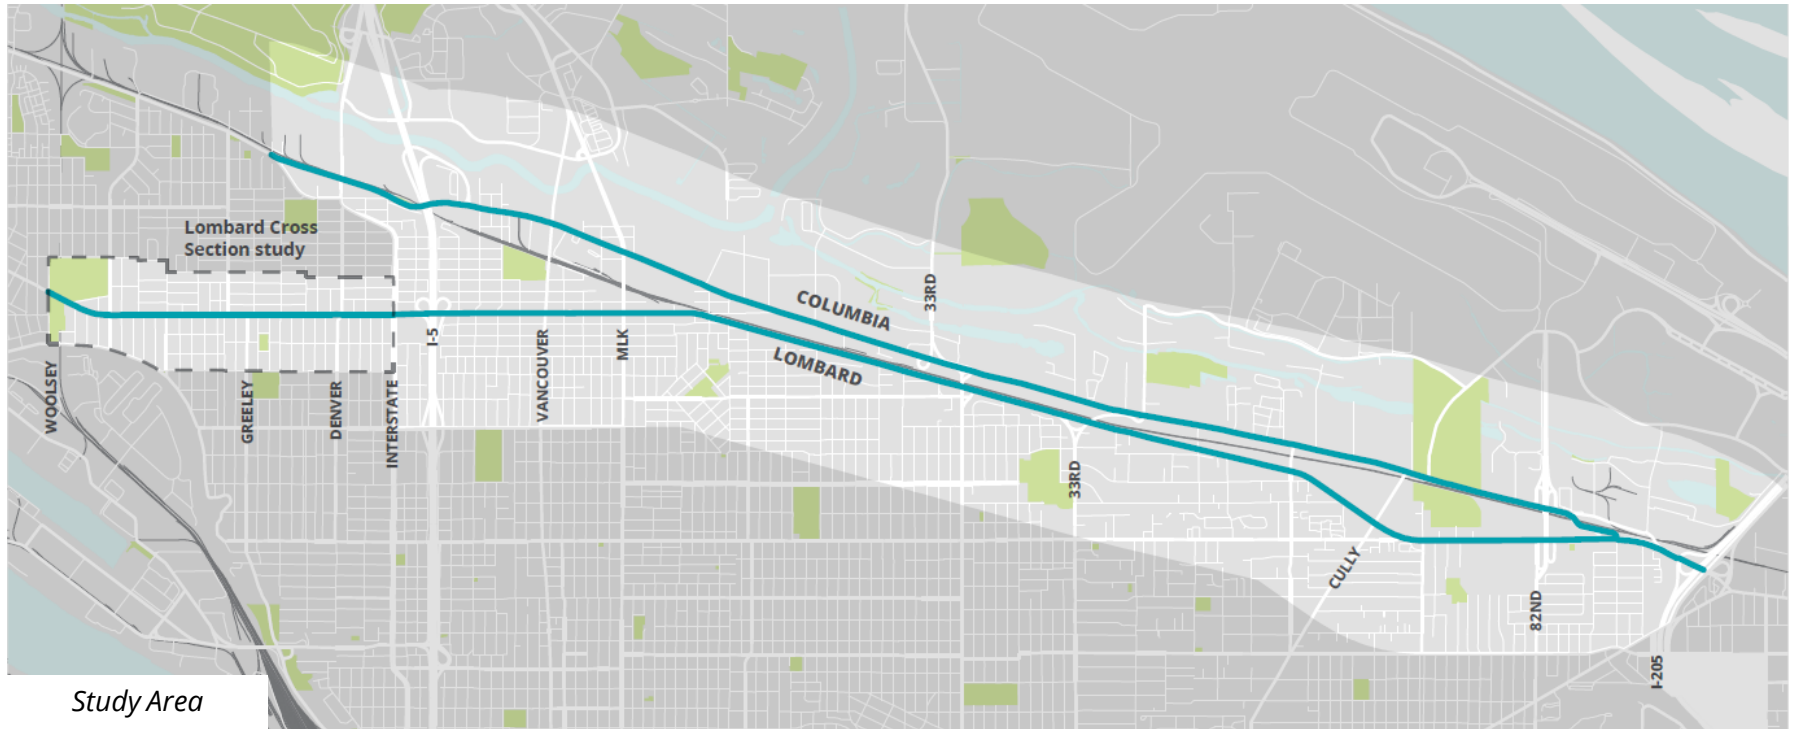 Lombard Cross
Section study
COLUMBIA
LOMBARD
33RD
WOOLSEY
GREELEY
DENVER
INTERSTATE
I-5
VANCOUVER
MLK
33RD
CULLY
82ND
I-205
Study Area